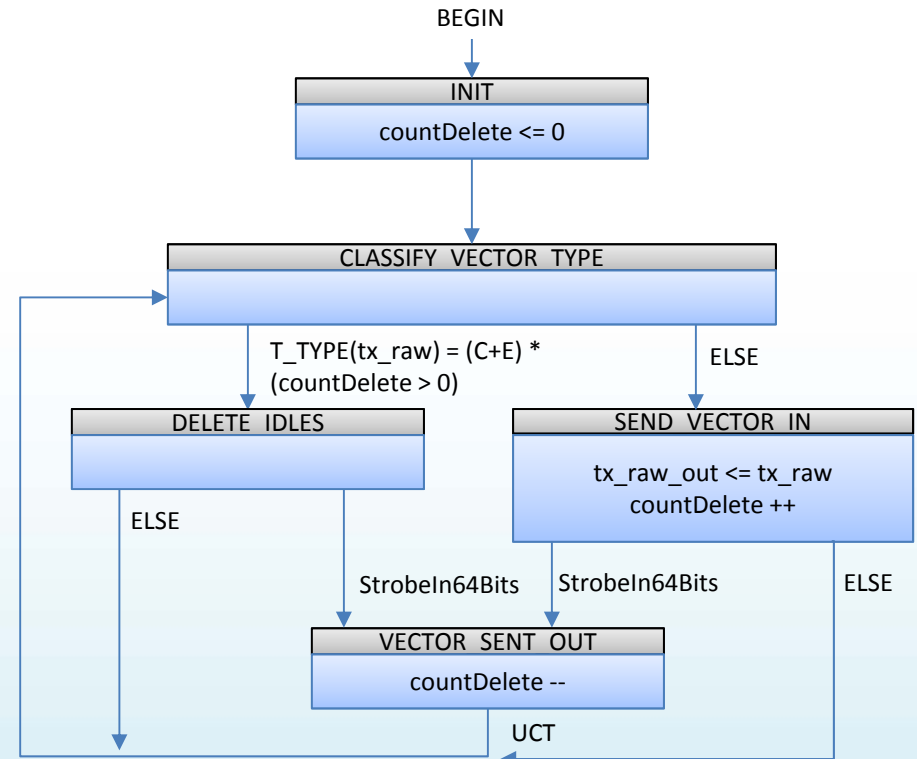 BEGIN
INIT
countDelete <= 0
CLASSIFY_VECTOR_TYPE
T_TYPE(tx_raw) = (C+E) *
(countDelete > 0)
ELSE
DELETE_IDLES
SEND_VECTOR_IN
tx_raw_out <= tx_raw
countDelete ++
ELSE
StrobeIn64Bits
StrobeIn64Bits
ELSE
VECTOR_SENT_OUT
countDelete --
UCT